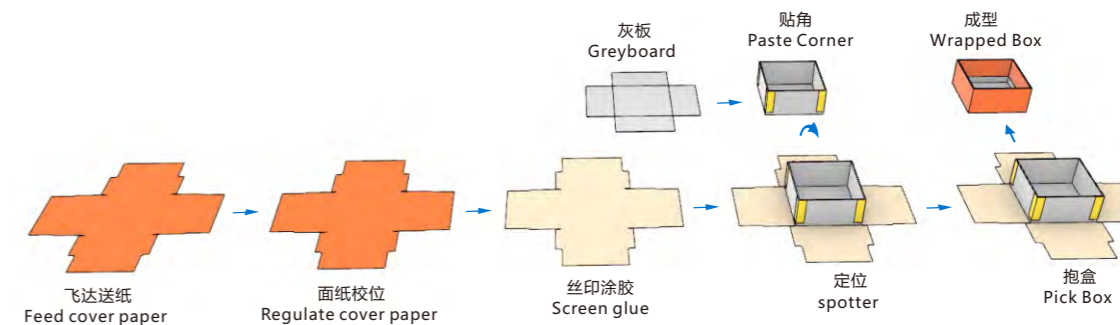 灰板
Greyboard
贴角
Paste Corner
成型
Wrapped Box
飞达送纸
Feed cover paper
面纸校位
Regulate cover paper
丝印涂胶
Screen glue
定位
spotter
抱盒
Pick Box